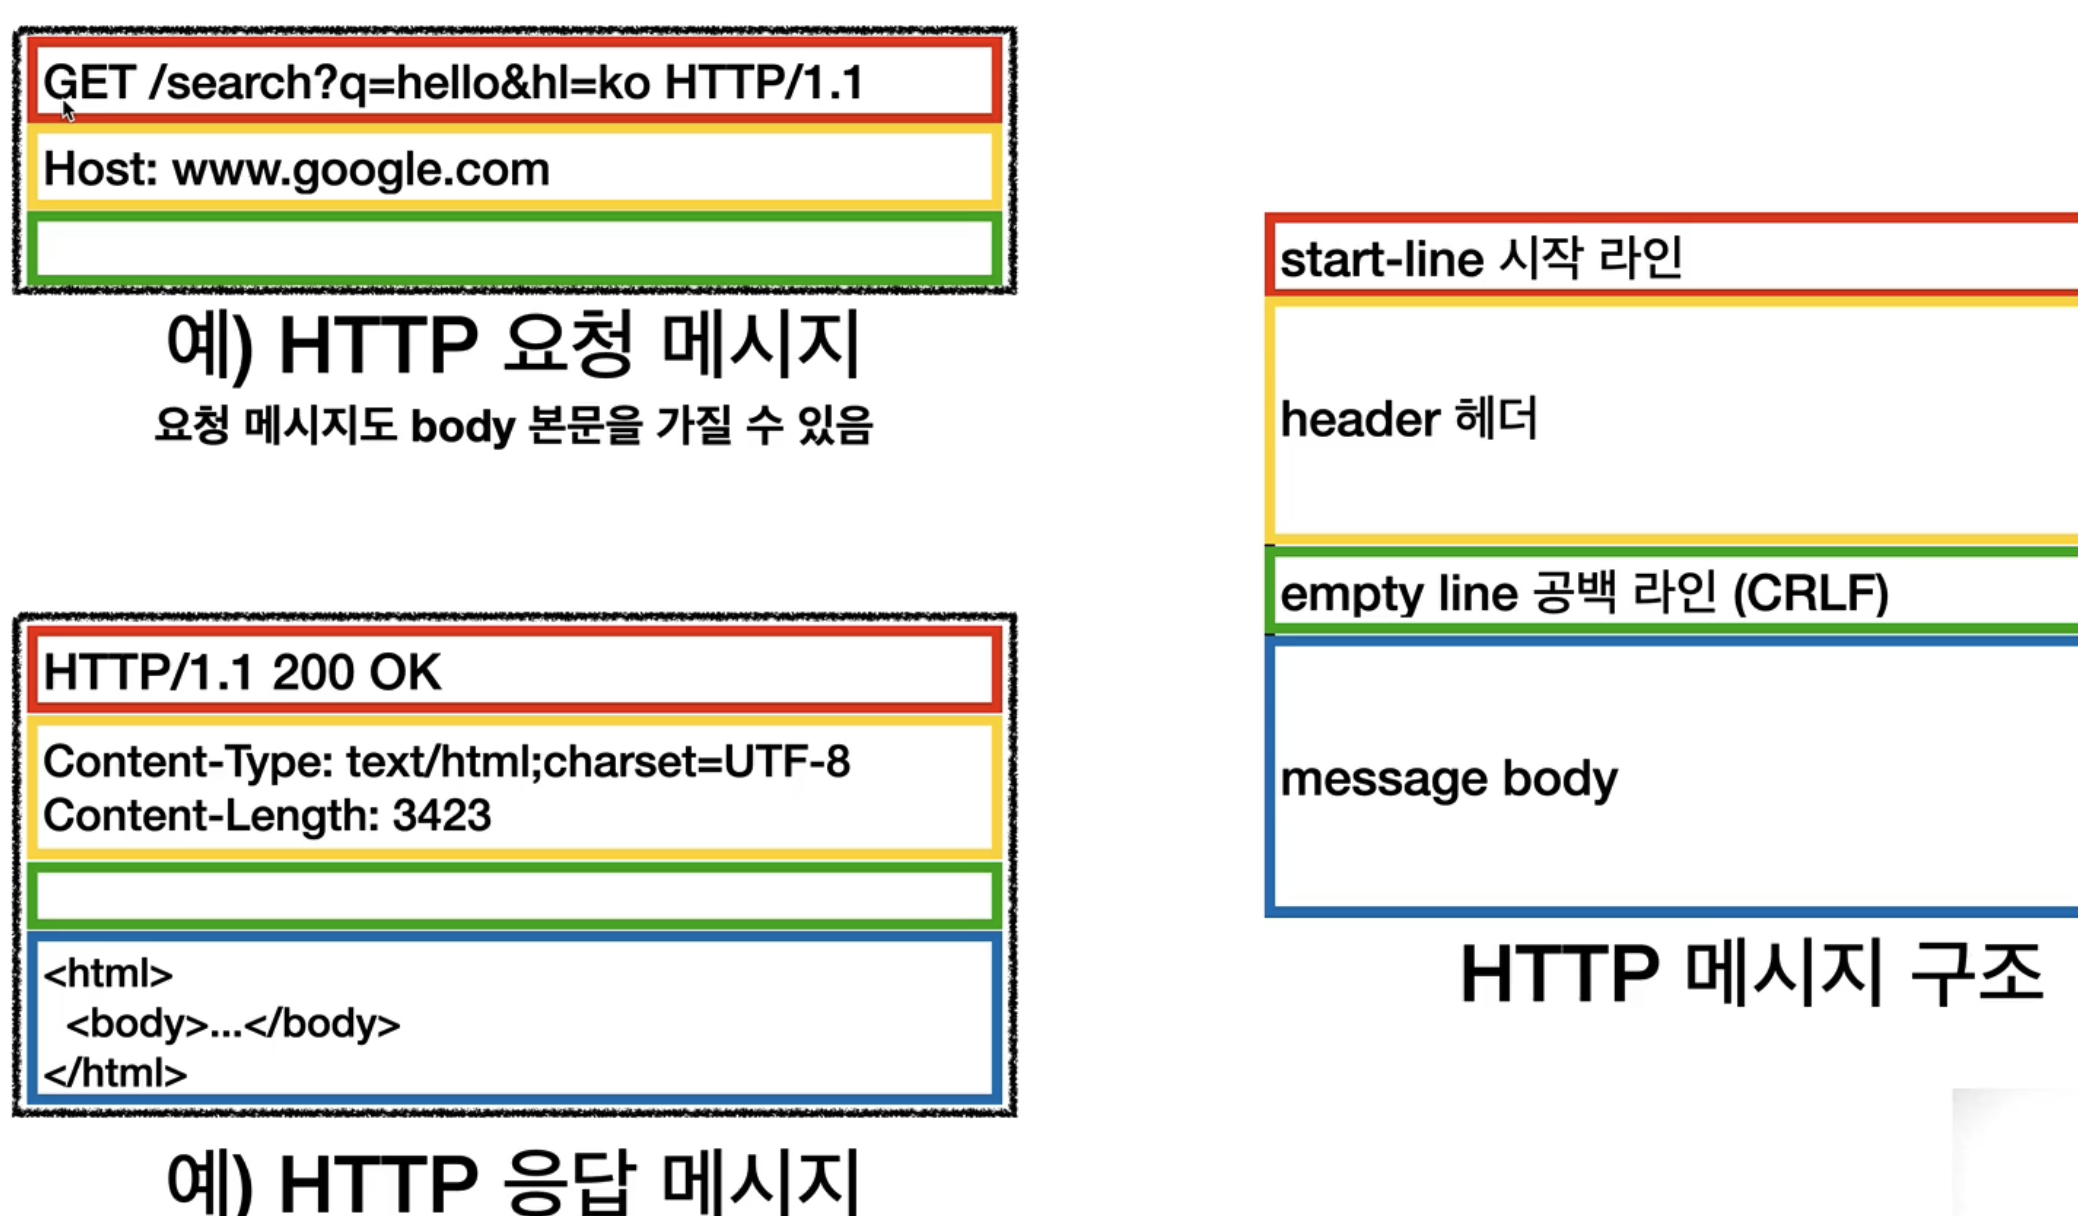 GET /search?q=hello&hl=ko HTTP/1.1
Host: www.google.com
예) HTTP 요청 메시지
요청 메시지도 body 본문을 가질 수 있음
HTTP/1.1 200 OK
Content-Type: text/html;charset=UTF-8
Content-Length: 3423
<html>
<body>...</body>
</html>
예) HTTP 응답 메시지
start-line 시작 라인
header 헤더
empty line 공백 라인 (CRLF)
message body
HTTP 메시지 구조